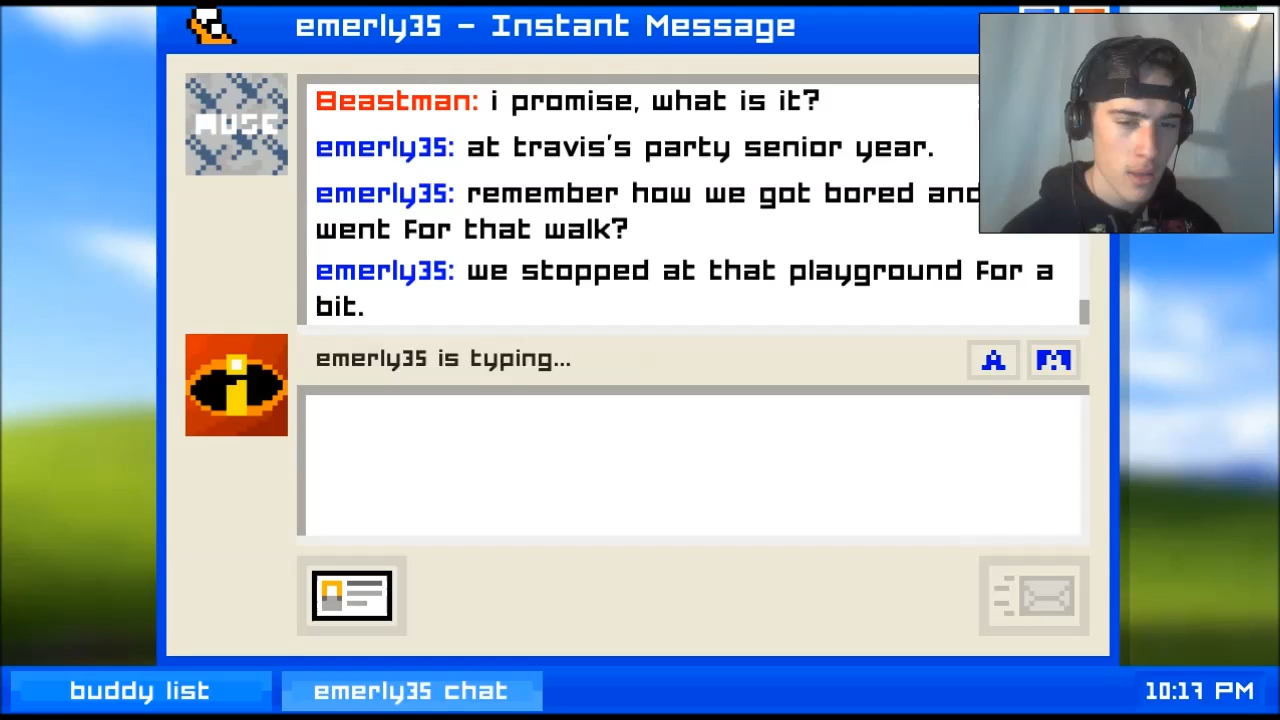 emerly35 - Instant Message
MUSE
Beastman: i promise, what is it?
emerly35: at travis's party senior year.
emerly35: remember how we got bored and
went for that walk?
emerly35: we stopped at that playground for a
bit.
i
emerly35 is typing...
A
M
buddy list
emerly35 chat
10:17 PM